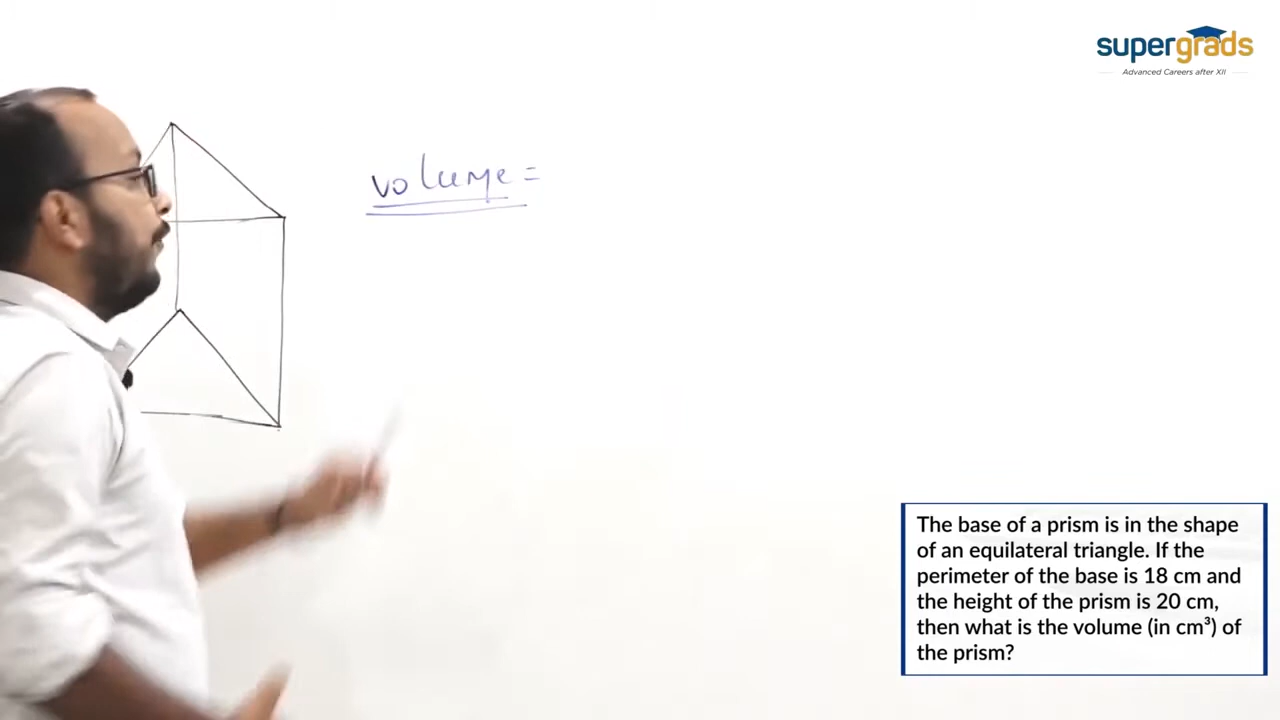 supergrads
Advanced Careers after XII
volume =
The base of a prism is in the shape
of an equilateral triangle. If the
perimeter of the base is 18 cm and
the height of the prism is 20 cm,
then what is the volume (in cm³) of
the prism?